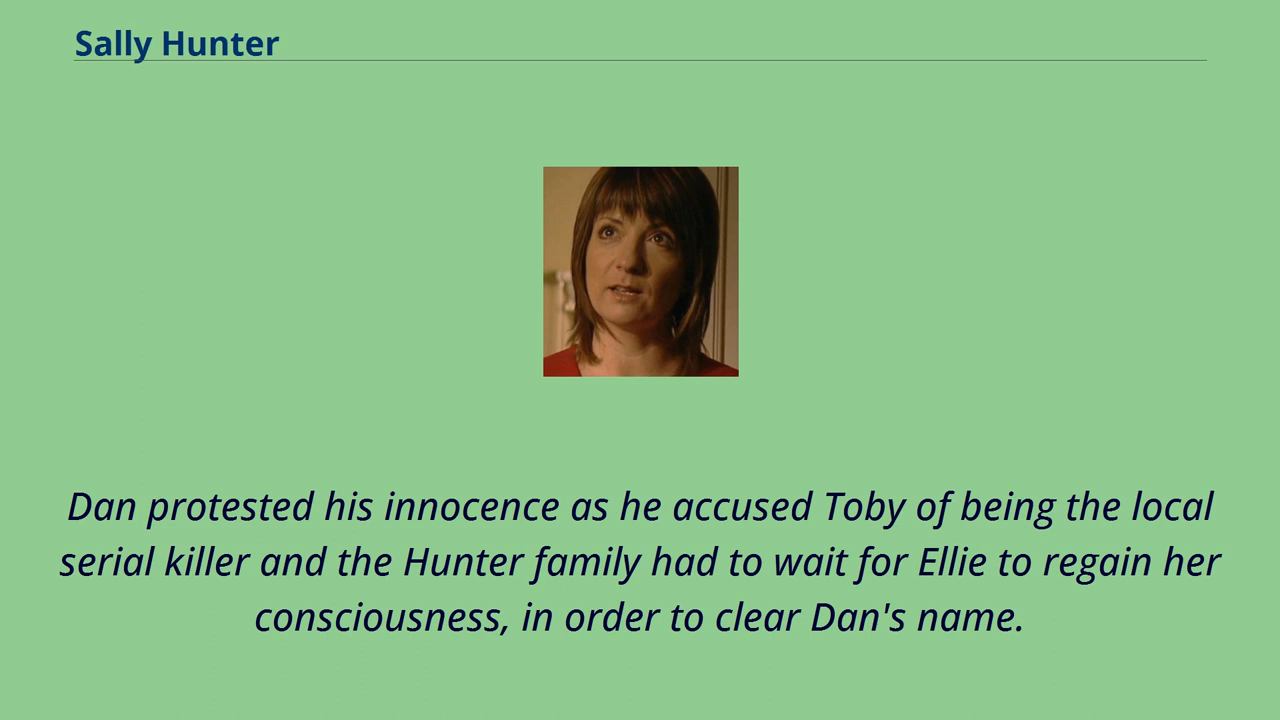 Sally Hunter
Dan protested his innocence as he accused Toby of being the local
serial killer and the Hunter family had to wait for Ellie to regain her
consciousness, in order to clear Dan's name.